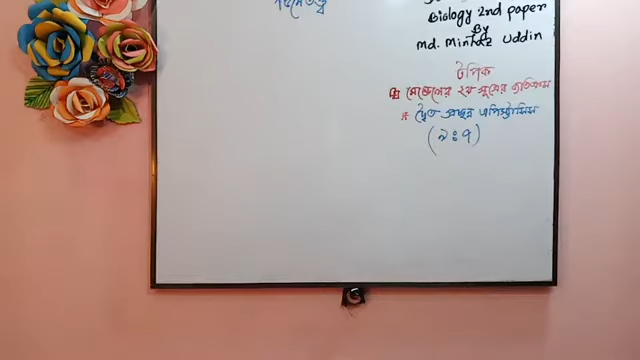 Biology 2nd paper
By
Md. Minhaz Uddin
টপিক
মেন্ডেলের ২য় সূত্রের ব্যতিক্রম
* দ্বৈত প্রচ্ছন্ন এপিস্ট্যাসিস
(৯:৭)